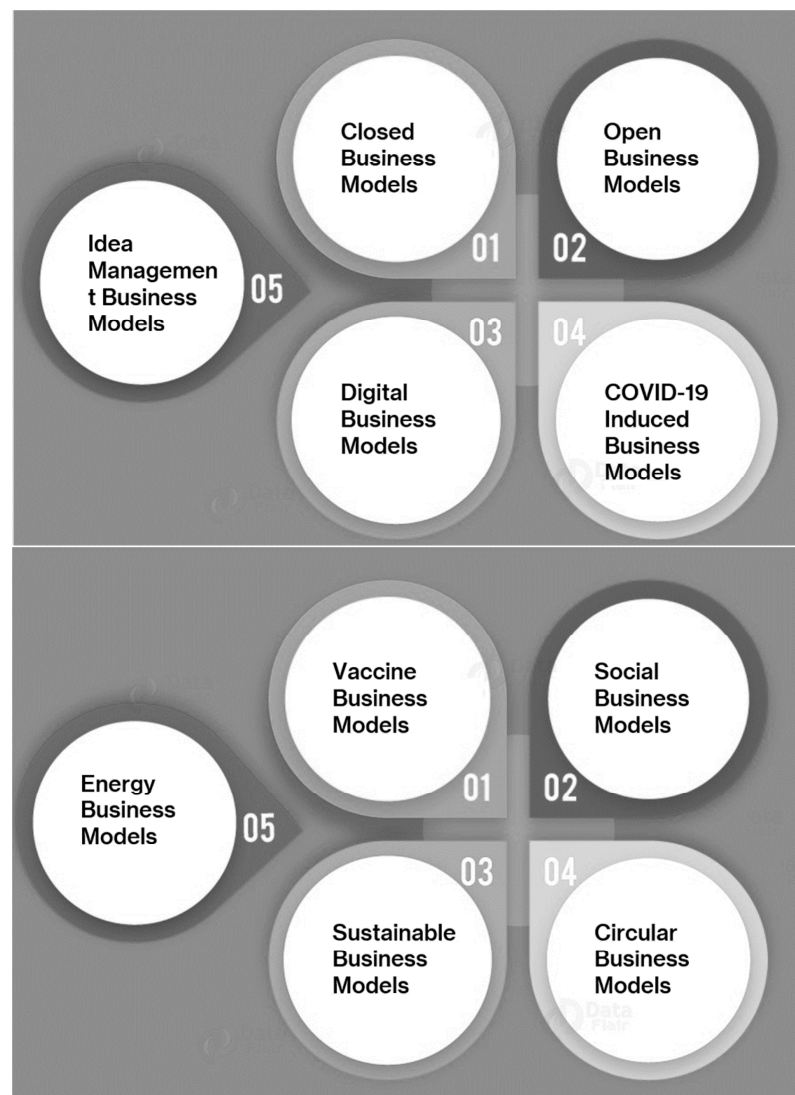 Closed
Business
Models
01
Open
Business
Models
02
Idea
Managemen
t Business
Models
05
Digital
Business
Models
03
COVID-19
Induced
Business
Models
04
Vaccine
Business
Models
01
Social
Business
Models
02
Energy
Business
Models
05
Sustainable
Business
Models
03
Circular
Business
Models
04
Data
Flair